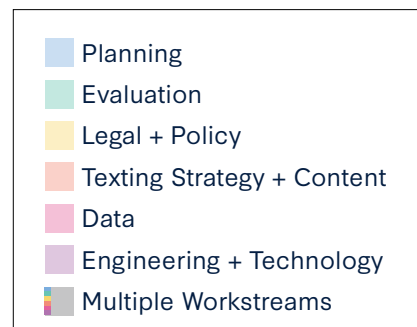 Planning
Evaluation
Legal + Policy
Texting Strategy + Content
Data
Engineering + Technology
Multiple Workstreams